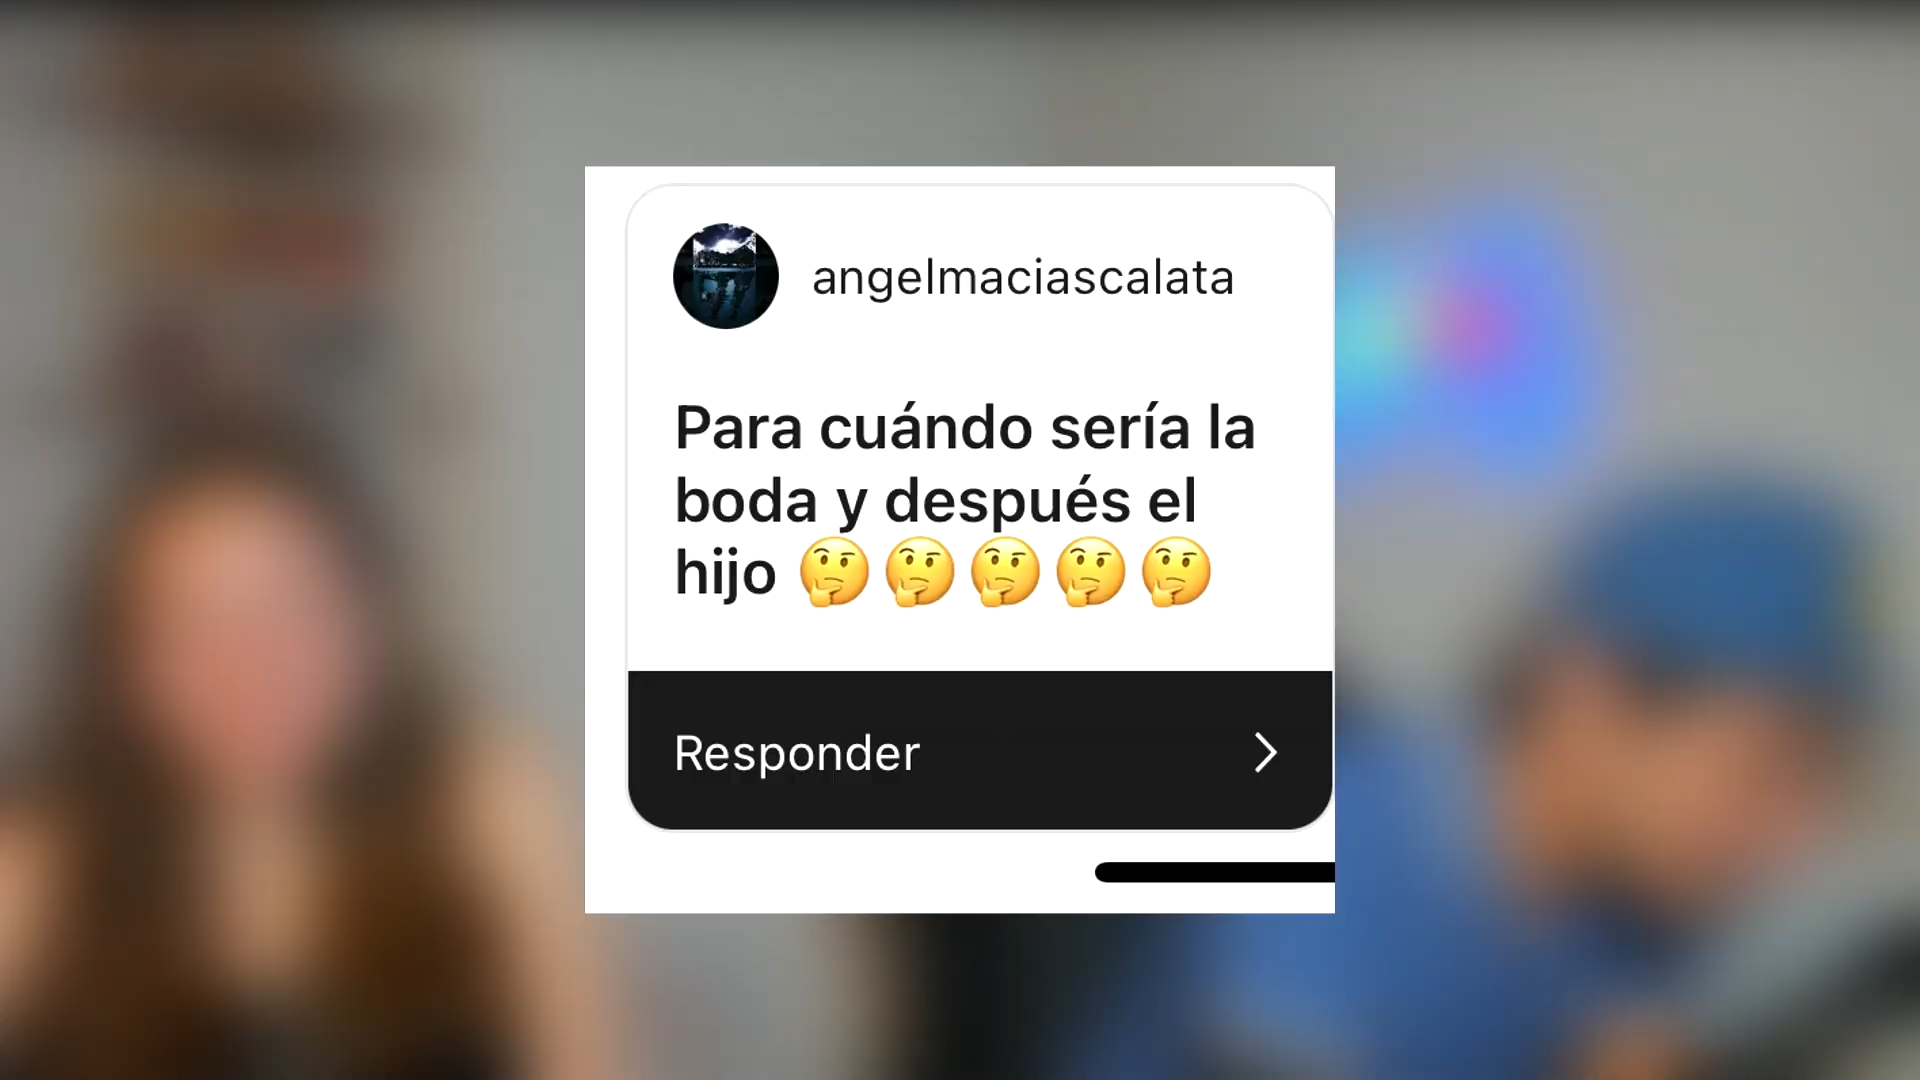 angelmaciascalata
Para cuándo sería la
boda y después el
hijo 🤔🤔🤔🤔🤔
Responder